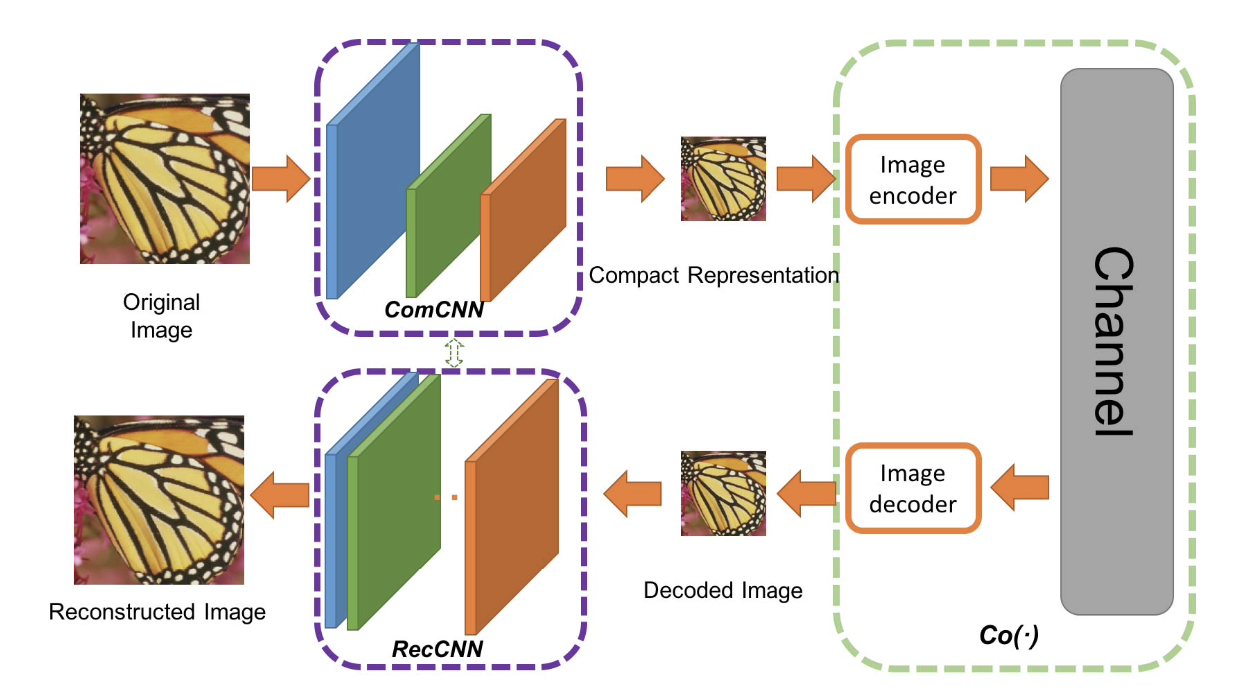 Original
Image
ComCNN
Compact Representation
Image
encoder
Channel
Reconstructed Image
RecCNN
Decoded Image
Image
decoder
Co(·)